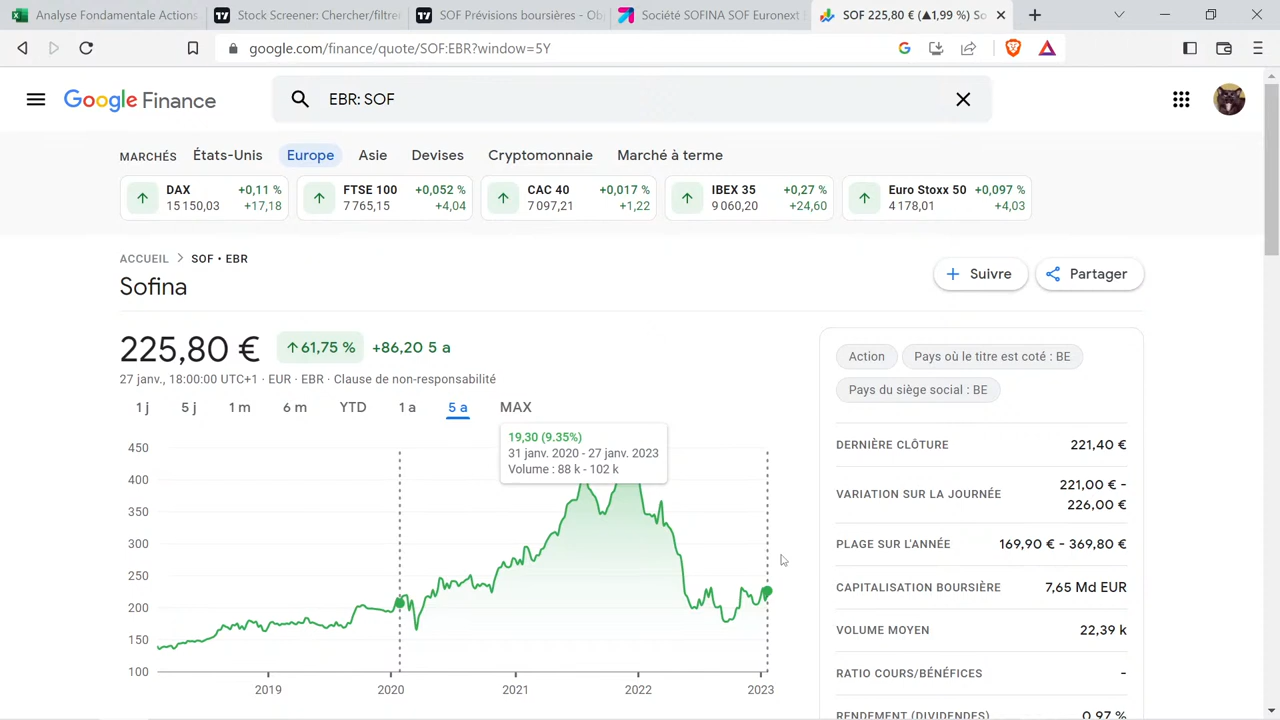 Analyse Fondamentale Actions
Stock Screener: Chercher/filtrer
SOF Prévisions boursières - Ob
Société SOFINA SOF Euronext
SOF 225,80 € (▲1,99 %) So
google.com/finance/quote/SOF:EBR?window=5Y
Google Finance
EBR: SOF
MARCHÉS
États-Unis
Europe
Asie
Devises
Cryptomonnaie
Marché à terme
DAX +0,11 %
15 150,03 +17,18
FTSE 100 +0,052 %
7 765,15 +4,04
CAC 40 +0,017 %
7 097,21 +1,22
IBEX 35 +0,27 %
9 060,20 +24,60
Euro Stoxx 50 +0,097 %
4 178,01 +4,03
ACCUEIL > SOF • EBR
Sofina
+ Suivre
Partager
225,80 € ↑61,75 % +86,20 5 a
27 janv., 18:00:00 UTC+1 · EUR · EBR · Clause de non-responsabilité
1 j 5 j 1 m 6 m YTD 1 a 5 a MAX
19,30 (9.35%)
31 janv. 2020 - 27 janv. 2023
Volume : 88 k - 102 k
450
400
350
300
250
200
150
100
2019 2020 2021 2022 2023
Action
Pays où le titre est coté : BE
Pays du siège social : BE
DERNIÈRE CLÔTURE 221,40 €
VARIATION SUR LA JOURNÉE 221,00 € -
226,00 €
PLAGE SUR L'ANNÉE 169,90 € - 369,80 €
CAPITALISATION BOURSIÈRE 7,65 Md EUR
VOLUME MOYEN 22,39 k
RATIO COURS/BÉNÉFICES -
RENDEMENT (DIVIDENDES) 0,97 %